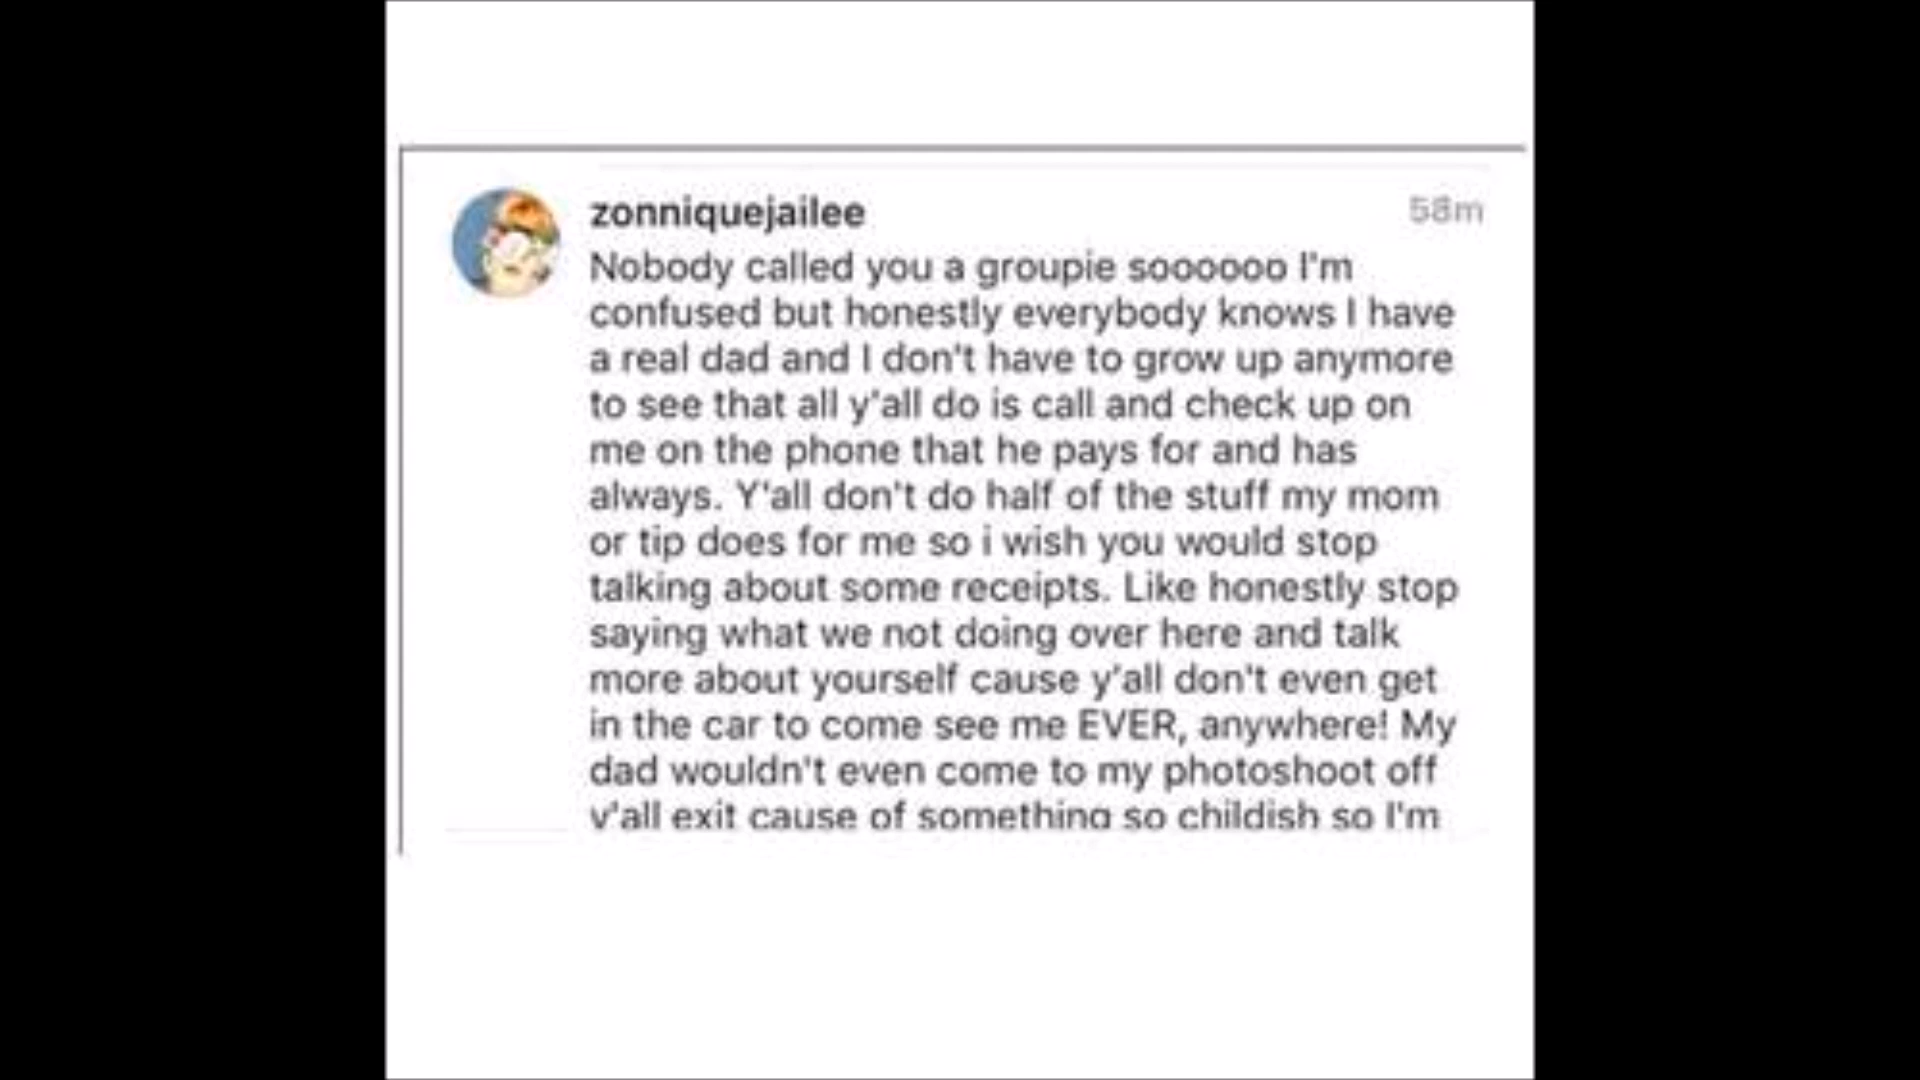 zonniquejailee 58m
Nobody called you a groupie soooooo I'm
confused but honestly everybody knows I have
a real dad and I don't have to grow up anymore
to see that all y'all do is call and check up on
me on the phone that he pays for and has
always. Y'all don't do half of the stuff my mom
or tip does for me so i wish you would stop
talking about some receipts. Like honestly stop
saying what we not doing over here and talk
more about yourself cause y'all don't even get
in the car to come see me EVER, anywhere! My
dad wouldn't even come to my photoshoot off
y'all exit cause of something so childish so I'm